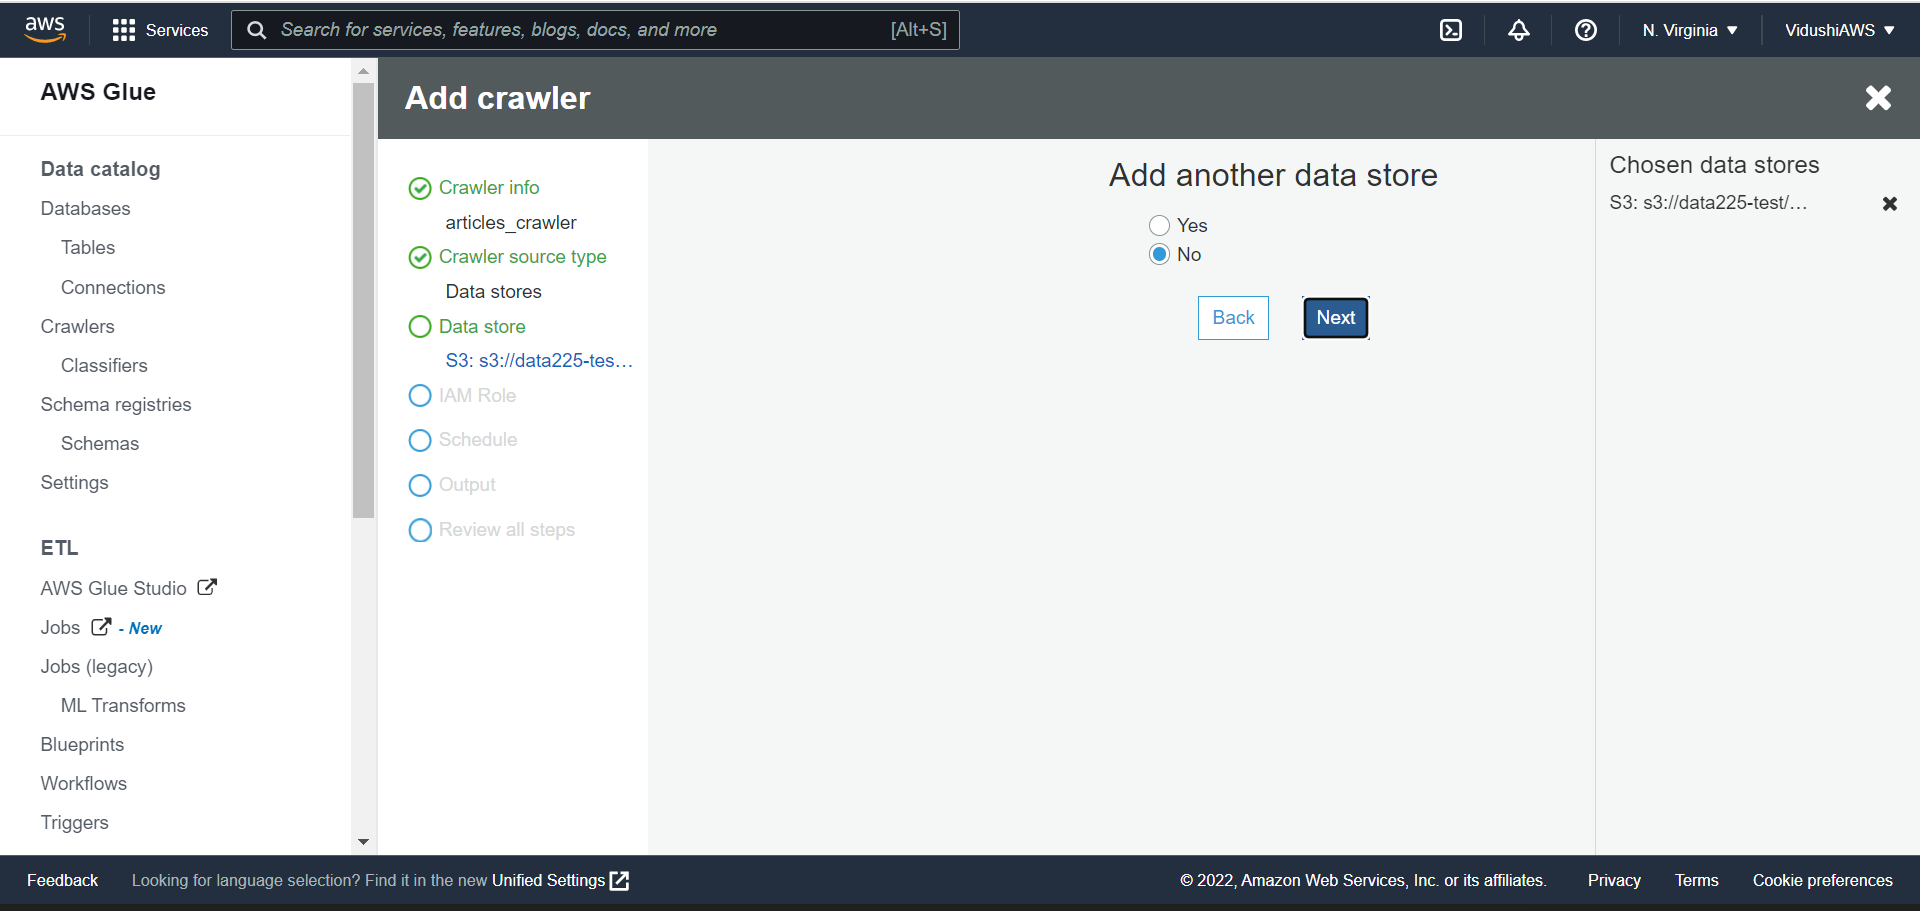 aws
Services
Search for services, features, blogs, docs, and more [Alt+S]
N. Virginia
VidushiAWS
AWS Glue
Data catalog
Databases
Tables
Connections
Crawlers
Classifiers
Schema registries
Schemas
Settings
ETL
AWS Glue Studio
Jobs - New
Jobs (legacy)
ML Transforms
Blueprints
Workflows
Triggers
Add crawler
Crawler info
articles_crawler
Crawler source type
Data stores
Data store
S3: s3://data225-tes...
IAM Role
Schedule
Output
Review all steps
Add another data store
Yes
No
Back
Next
Chosen data stores
S3: s3://data225-test/...
Feedback
Looking for language selection? Find it in the new Unified Settings
© 2022, Amazon Web Services, Inc. or its affiliates.
Privacy
Terms
Cookie preferences